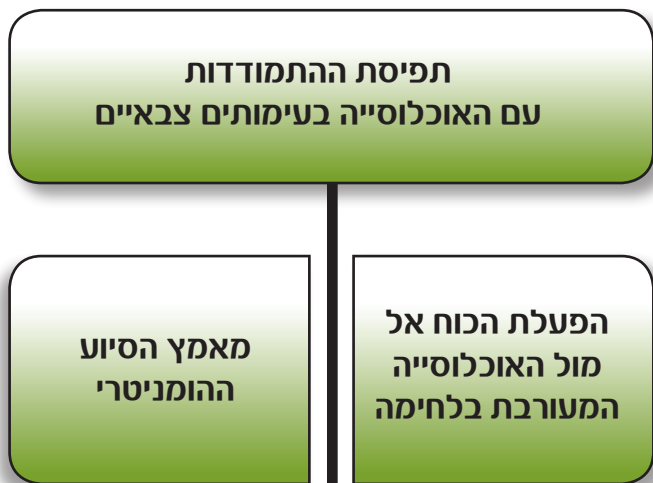 תפיסת ההתמודדות
עם האוכלוסייה בעימותים צבאיים
הפעלת הכוח אל
מול האוכלוסייה
המעורבת בלחימה
מאמץ הסיוע
ההומניטרי